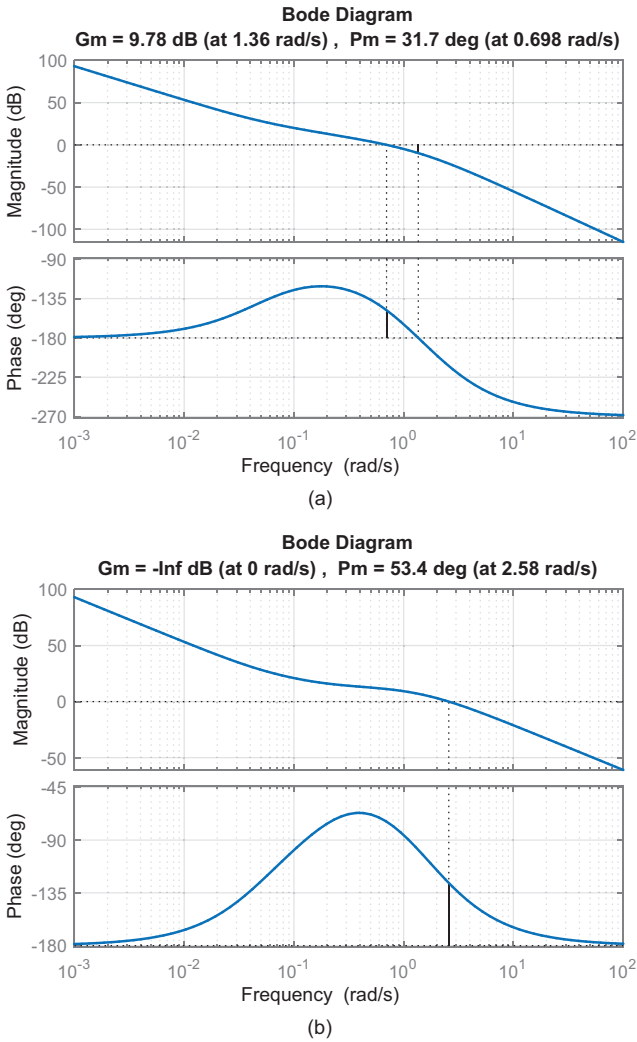 Bode Diagram
Gm = 9.78 dB (at 1.36 rad/s) , Pm = 31.7 deg (at 0.698 rad/s)
Magnitude (dB)
100
50
0
-50
-100
Phase (deg)
-90
-135
-180
-225
-270
10^-3
10^-2
10^-1
10^0
10^1
10^2
Frequency (rad/s)
(a)
Bode Diagram
Gm = -Inf dB (at 0 rad/s) , Pm = 53.4 deg (at 2.58 rad/s)
Magnitude (dB)
100
50
0
-50
Phase (deg)
-45
-90
-135
-180
10^-3
10^-2
10^-1
10^0
10^1
10^2
Frequency (rad/s)
(b)